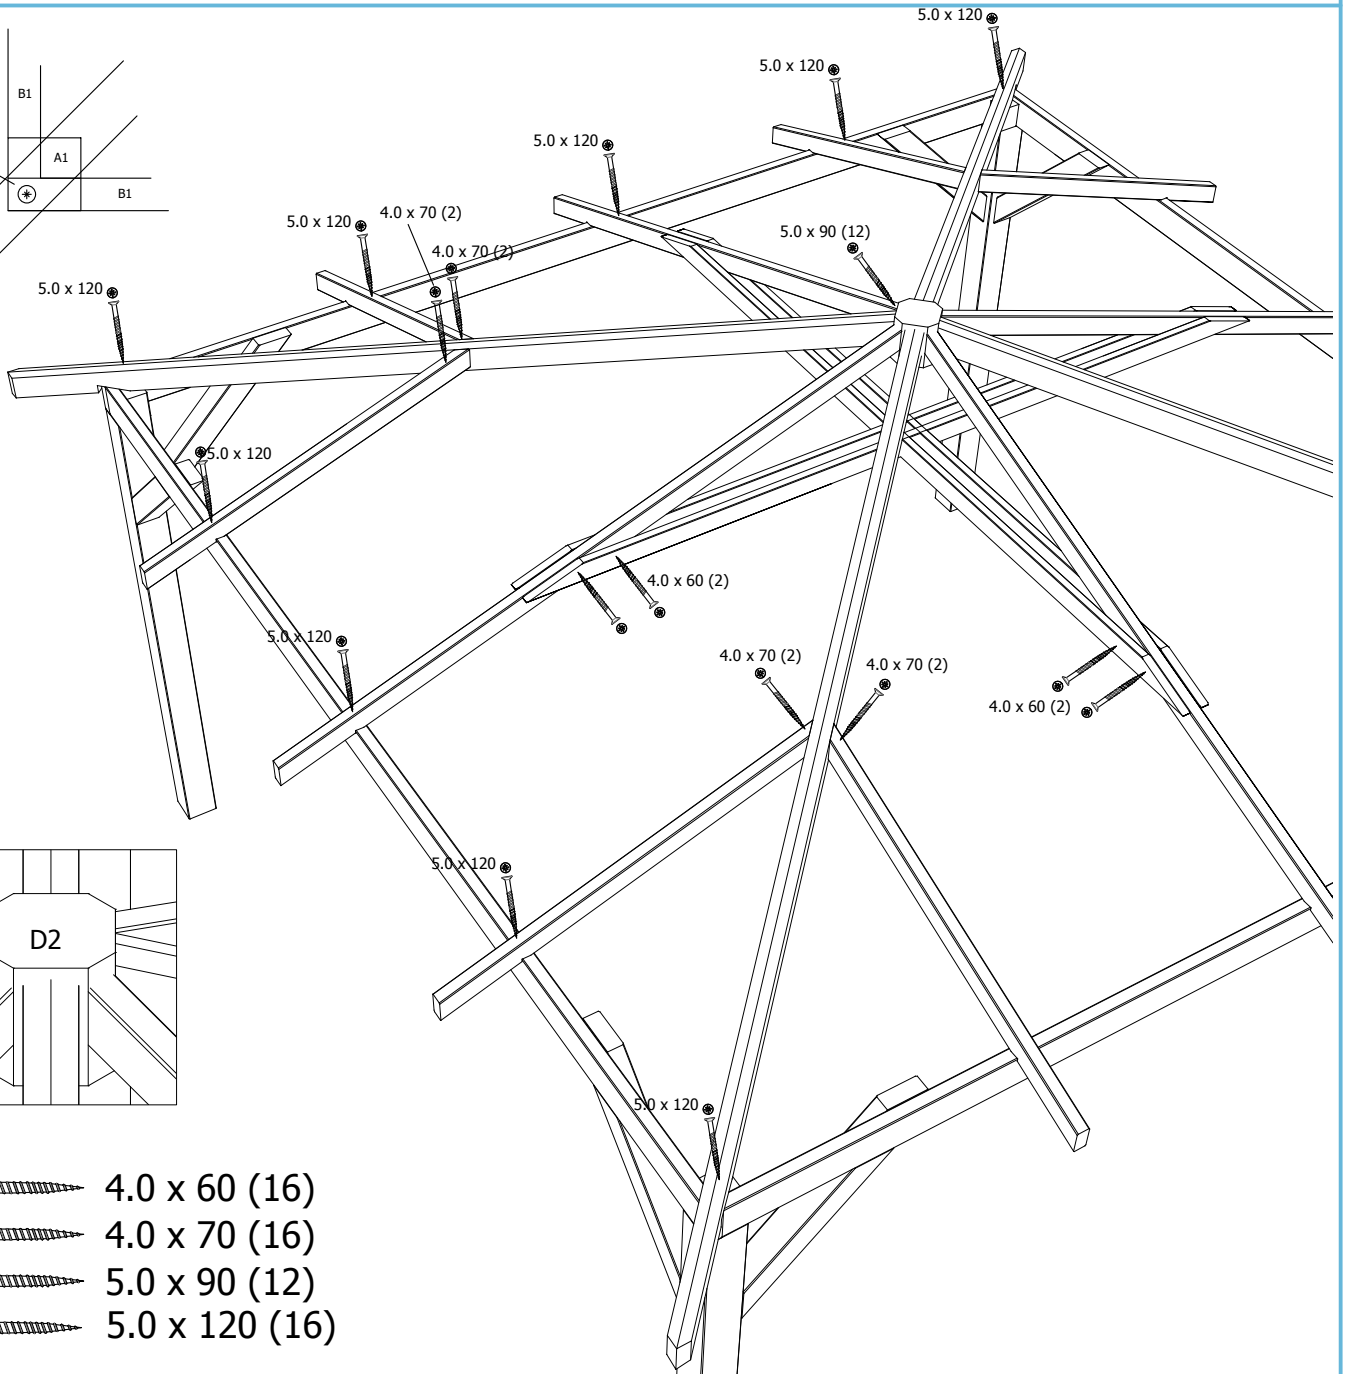 5.0 x 120
B1
5.0 x 120
5.0 x 120
A1
B1
4.0 x 70 (2)
5.0 x 120
5.0 x 90 (12)
4.0 x 70 (2)
5.0 x 120
5.0 x 120
4.0 x 60 (2)
5.0 x 120
4.0 x 70 (2)
4.0 x 70 (2)
4.0 x 60 (2)
5.0 x 120
D2
5.0 x 120
4.0 x 60 (16)
4.0 x 70 (16)
5.0 x 90 (12)
5.0 x 120 (16)